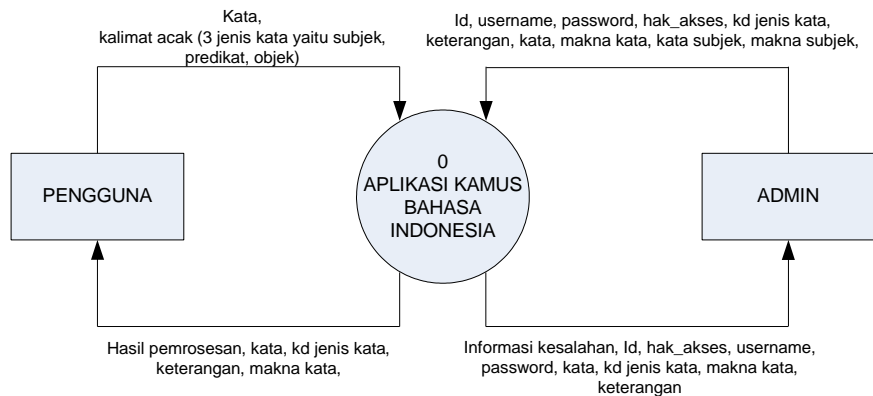 Kata,
kalimat acak (3 jenis kata yaitu subjek,
predikat, objek)
Id, username, password, hak_akses, kd jenis kata,
keterangan, kata, makna kata, kata subjek, makna subjek,
PENGGUNA
0
APLIKASI KAMUS
BAHASA
INDONESIA
ADMIN
Hasil pemrosesan, kata, kd jenis kata,
keterangan, makna kata,
Informasi kesalahan, Id, hak_akses, username,
password, kata, kd jenis kata, makna kata,
keterangan